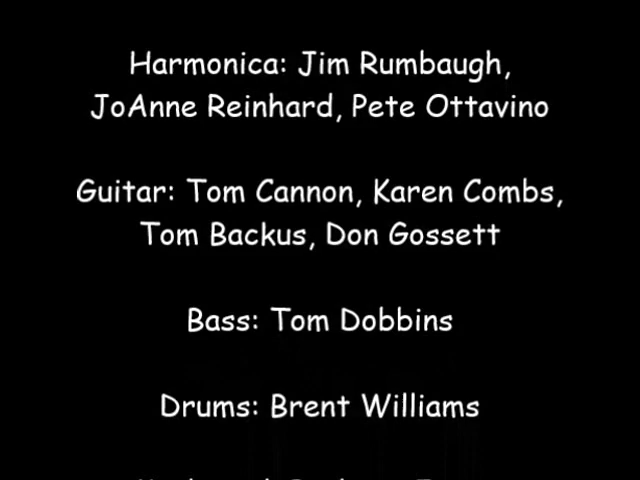 Harmonica: Jim Rumbaugh,
JoAnne Reinhard, Pete Ottavino
Guitar: Tom Cannon, Karen Combs,
Tom Backus, Don Gossett
Bass: Tom Dobbins
Drums: Brent Williams